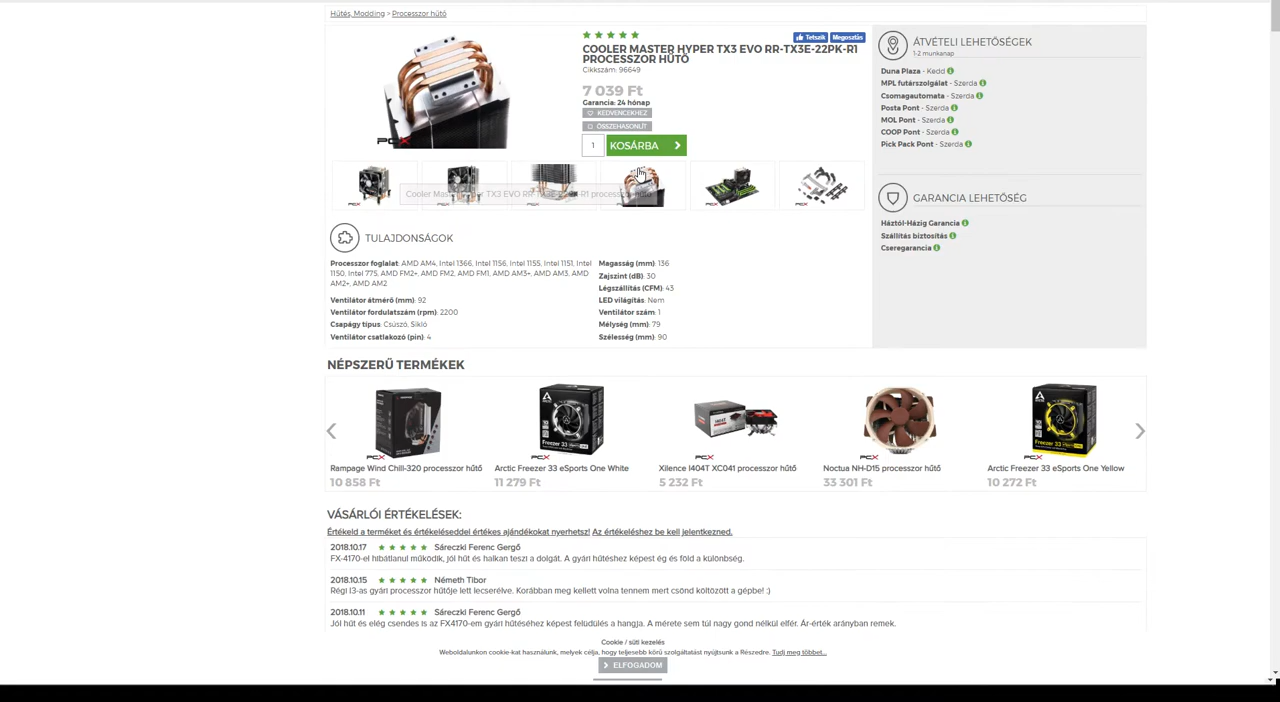 Hűtés, Modding > Processzor hűtő
Tetszik Megosztás
COOLER MASTER HYPER TX3 EVO RR-TX3E-22PK-R1
PROCESSZOR HŰTŐ
Cikkszám: 96649
7 039 Ft
Garancia: 24 hónap
KEDVENCEKHEZ
ÖSSZEHASONLÍT
1 KOSÁRBA
PCX
ÁTVÉTELI LEHETŐSÉGEK
1-2 munkanap
Duna Plaza - Kedd
MPL futárszolgálat - Szerda
Csomagautomata - Szerda
Posta Pont - Szerda
MOL Pont - Szerda
COOP Pont - Szerda
Pick Pack Pont - Szerda
GARANCIA LEHETŐSÉG
Háztól-Házig Garancia
Szállítás biztosítás
Cseregarancia
TULAJDONSÁGOK
Processzor foglalat: AMD AM4, Intel 1366, Intel 1156, Intel 1155, Intel 1151, Intel
1150, Intel 775, AMD FM2+, AMD FM2, AMD FM1, AMD AM3+, AMD AM3, AMD
AM2+, AMD AM2
Ventilátor átmérő (mm): 92
Ventilátor fordulatszám (rpm): 2200
Csapágy típus: Csúszó, Sikló
Ventilátor csatlakozó (pin): 4
Magasság (mm): 136
Zajszint (dB): 30
Légszállítás (CFM): 43
LED világítás: Nem
Ventilátor szám: 1
Mélység (mm): 79
Szélesség (mm): 90
NÉPSZERŰ TERMÉKEK
Rampage Wind Chill-320 processzor hűtő
10 858 Ft
Arctic Freezer 33 eSports One White
11 279 Ft
Xilence I404T XC041 processzor hűtő
5 232 Ft
Noctua NH-D15 processzor hűtő
33 301 Ft
Arctic Freezer 33 eSports One Yellow
10 272 Ft
VÁSÁRLÓI ÉRTÉKELÉSEK:
Értékeld a terméket és értékeléseddel értékes ajándékokat nyerhetsz! Az értékeléshez be kell jelentkezned.
2018.10.17 Sáreczki Ferenc Gergő
FX-4170-el hibátlanul működik, jól hűt és halkan teszi a dolgát. A gyári hűtéshez képest ég és föld a különbség.
2018.10.15 Németh Tibor
Régi I3-as gyári processzor hűtője lett lecserélve. Korábban meg kellett volna tennem mert csönd költözött a gépbe! :)
2018.10.11 Sáreczki Ferenc Gergő
Jól hűt és elég csendes is az FX4170-em gyári hűtéséhez képest felüdülés a hangja. A mérete sem túl nagy gond nélkül elfér. Ár-érték arányban remek.
Cookie / süti kezelés
Weboldalunkon cookie-kat használunk, melyek célja, hogy teljesebb körű szolgáltatást nyújtsunk a Részedre. Tudj meg többet...
ELFOGADOM